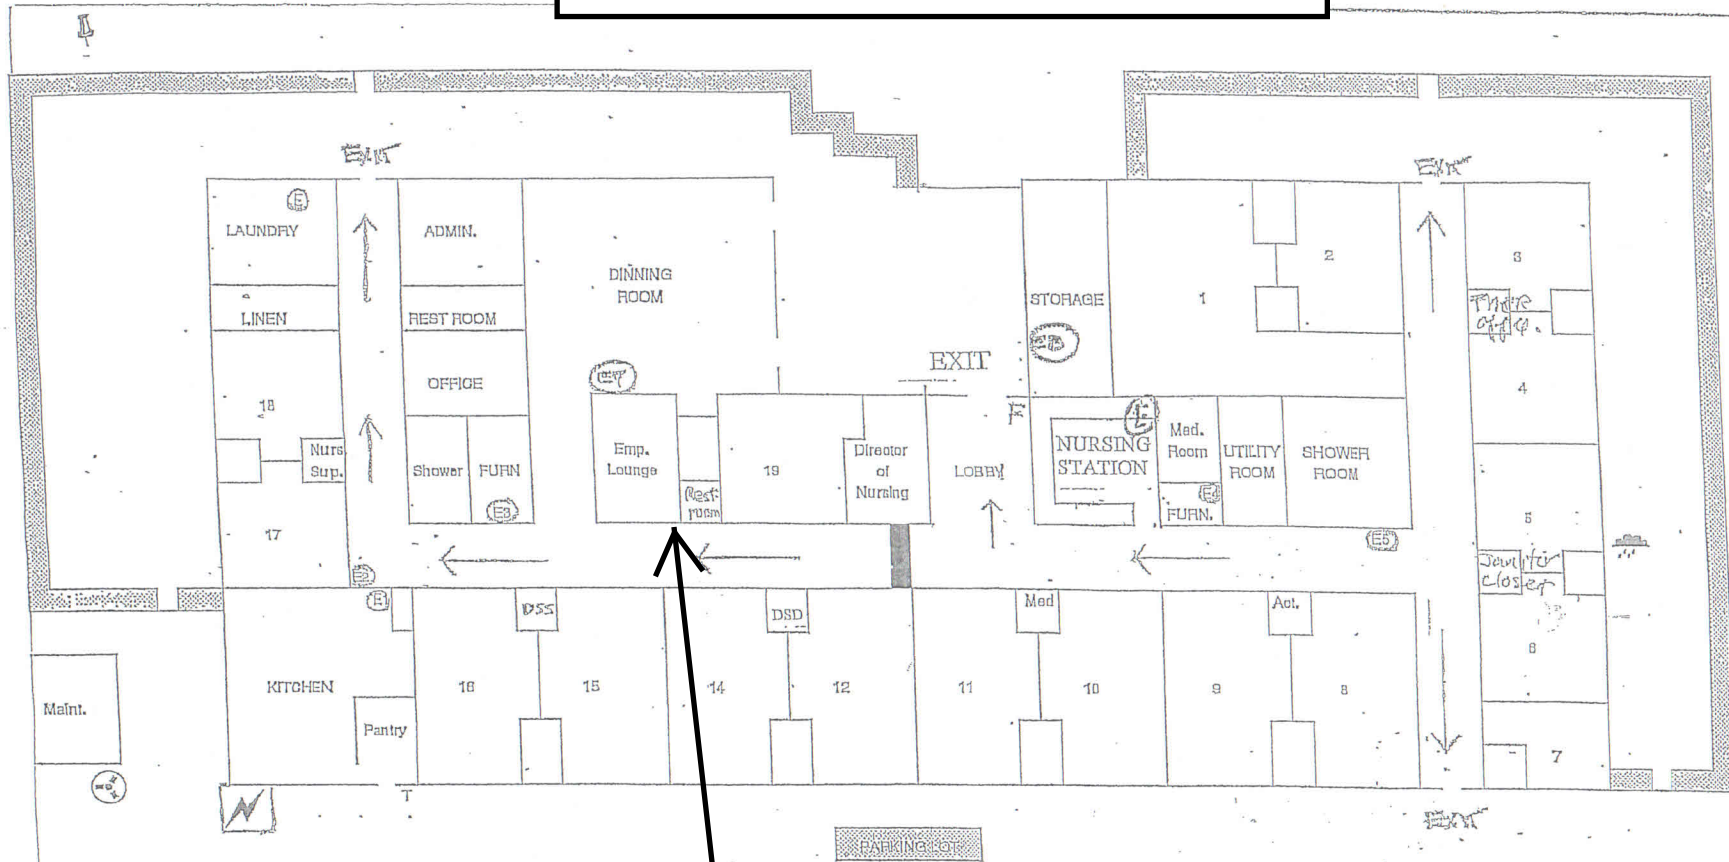 EXIT
EXIT
E
LAUNDRY
ADMIN.
DINNING
ROOM
2
3
STORAGE
1
LINEN
REST ROOM
OFFICE
EXIT
4
18
Nurs
Sup.
Shower
FURN
E3
Emp.
Lounge
Rest
room
19
Director
of
Nursing
LOBBY
F
E
NURSING
STATION
Med.
Room
E4
FURN.
UTILITY
ROOM
SHOWER
ROOM
E5
5
Janitor
Closet
17
E
DSS
DSD
Med
Act.
6
KITCHEN
16
15
14
12
11
10
9
8
7
Maint.
Pantry
T
EXIT
PARKING LOT